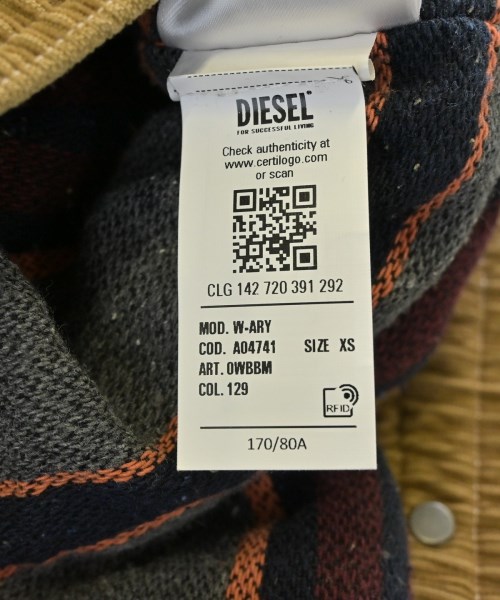 DIESEL
FOR SUCCESSFUL LIVING
Check authenticity at
www.certilogo.com
or scan
CLG 142 720 391 292
MOD. W-ARY
COD. A04741 SIZE XS
ART. 0WBBM
COL. 129
RFID
170/80A